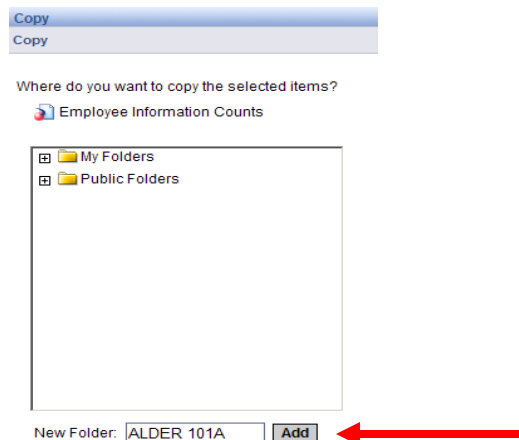 Copy
Copy
Where do you want to copy the selected items?
Employee Information Counts
My Folders
Public Folders
New Folder: ALDER 101A Add